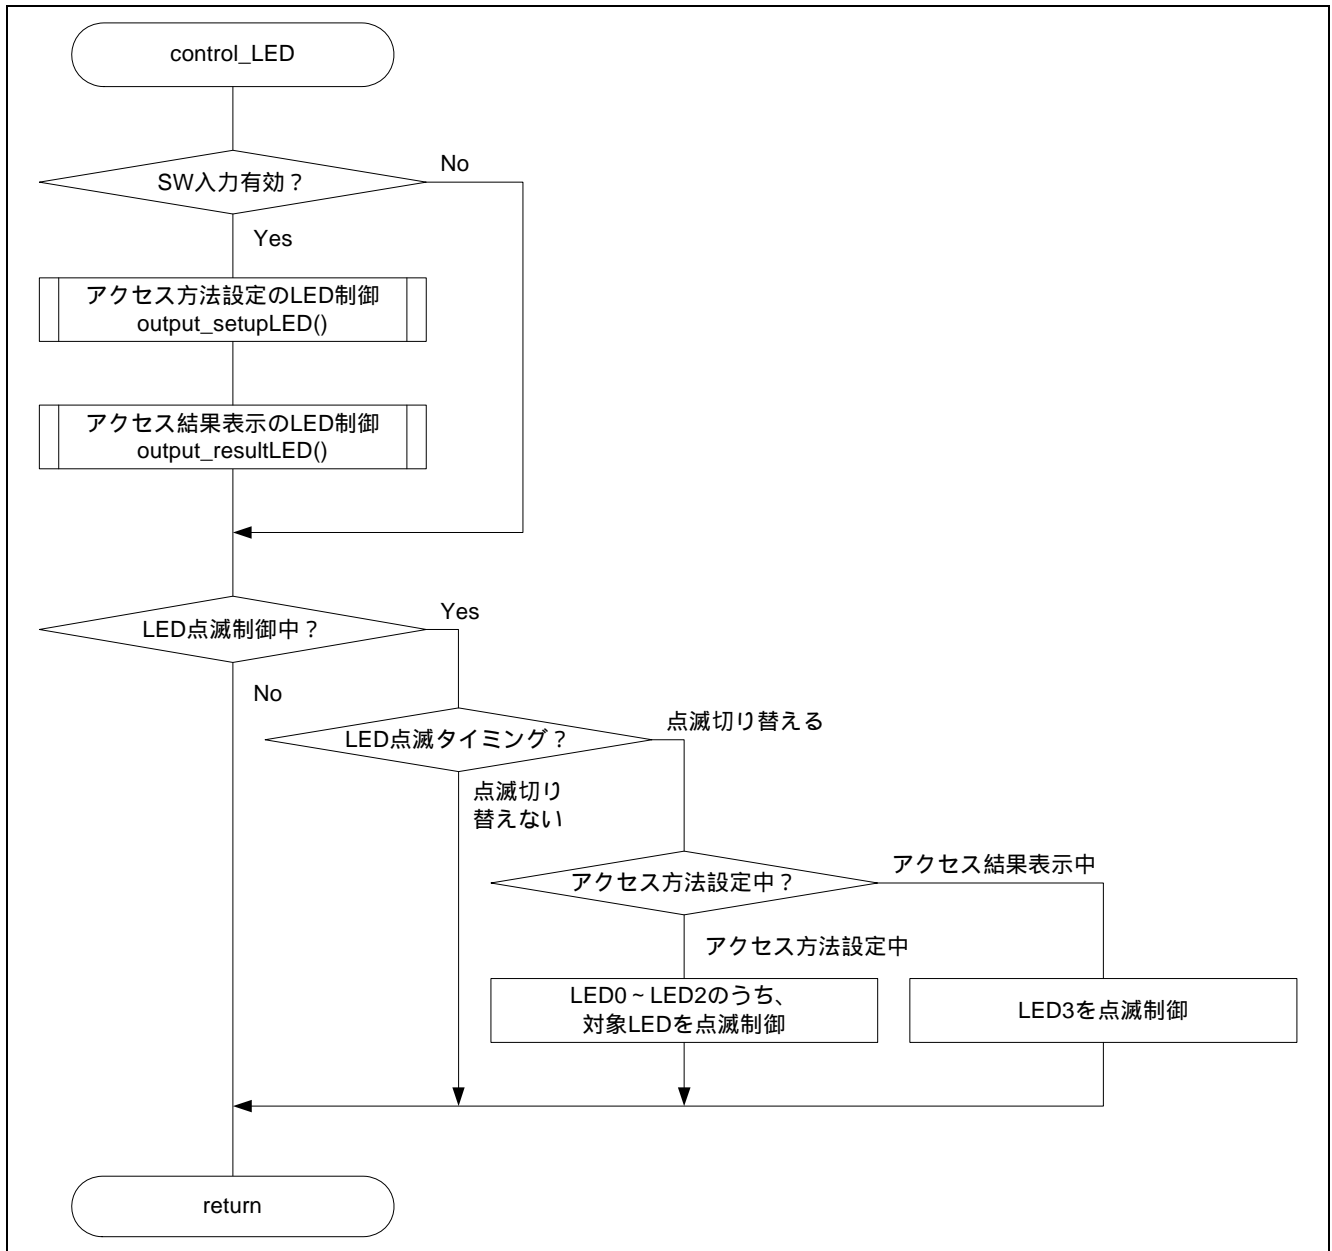 control_LED
SW入力有効？
No
Yes
アクセス方法設定のLED制御
output_setupLED()
アクセス結果表示のLED制御
output_resultLED()
LED点滅制御中？
Yes
No
LED点滅タイミング？
点滅切り替える
点滅切り
替えない
アクセス方法設定中？
アクセス結果表示中
アクセス方法設定中
LED0～LED2のうち、
対象LEDを点滅制御
LED3を点滅制御
return